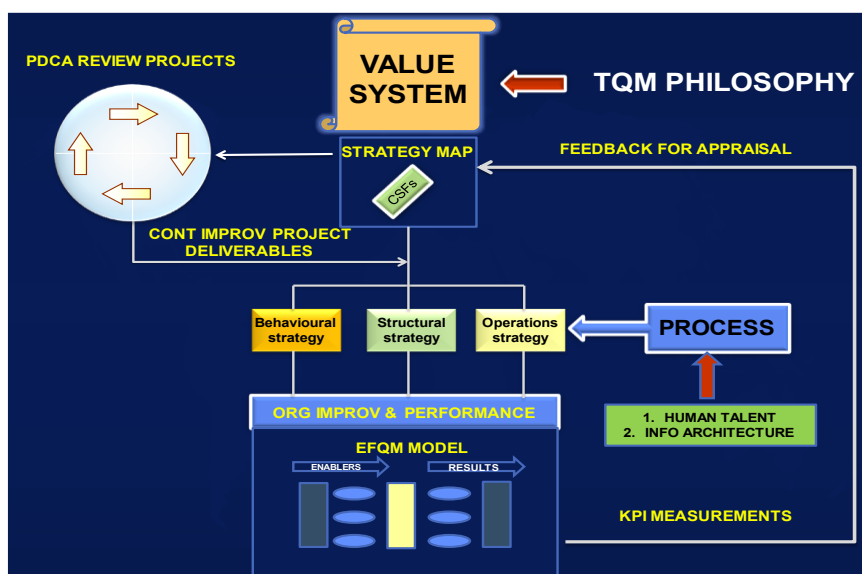 PDCA REVIEW PROJECTS
VALUE
SYSTEM
TQM PHILOSOPHY
STRATEGY MAP
FEEDBACK FOR APPRAISAL
CSFs
CONT IMPROV PROJECT
DELIVERABLES
Behavioural
strategy
Structural
strategy
Operations
strategy
PROCESS
ORG IMPROV & PERFORMANCE
1. HUMAN TALENT
2. INFO ARCHITECTURE
EFQM MODEL
ENABLERS
RESULTS
KPI MEASUREMENTS